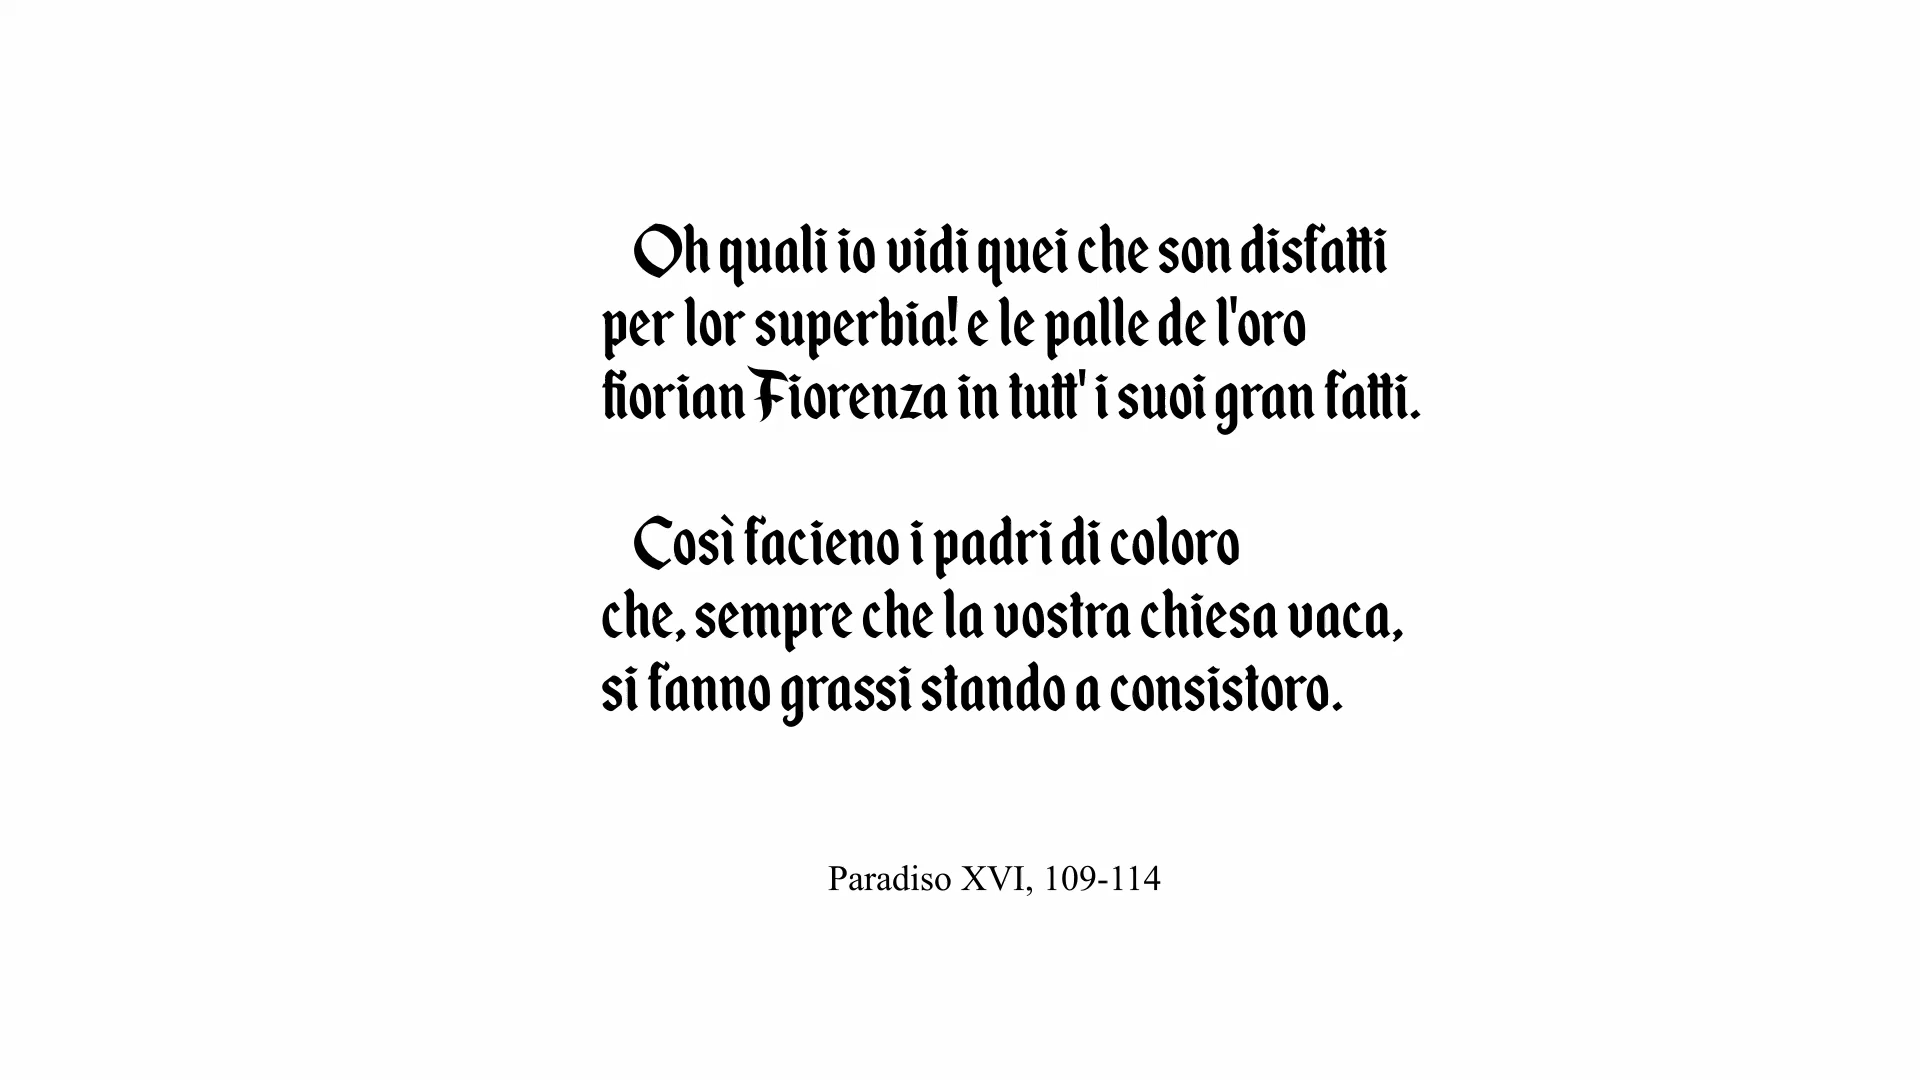 Oh quali io vidi quei che son disfatti
per lor superbia! e le palle de l'oro
fiorian Fiorenza in tutt' i suoi gran fatti.
Così facieno i padri di coloro
che, sempre che la vostra chiesa vaca,
si fanno grassi stando a consistoro.
Paradiso XVI, 109-114